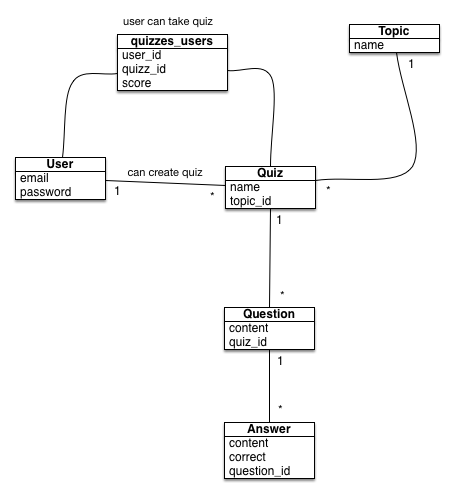 user can take quiz
quizzes_users
user_id
quizz_id
score
Topic
name
1
User
email
password
can create quiz
1
*
Quiz
name
topic_id
*
1
*
Question
content
quiz_id
1
*
Answer
content
correct
question_id